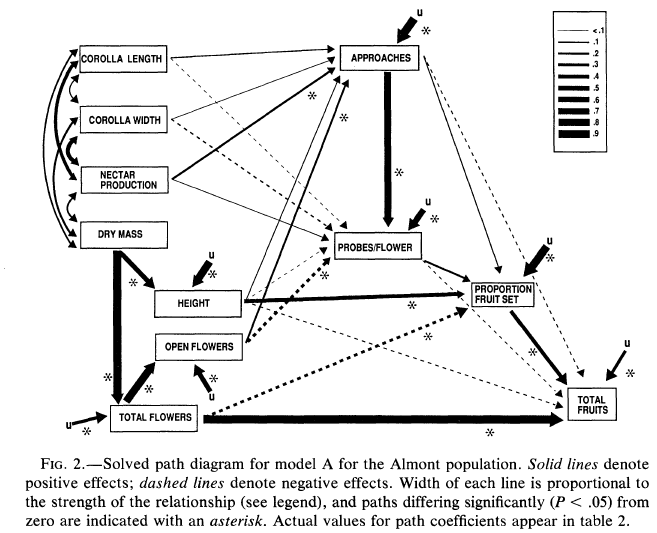 u
<.1
.1
.2
.3
.4
.5
.6
.7
.8
.9
COROLLA LENGTH
APPROACHES
*
*
*
COROLLA WIDTH
NECTAR
PRODUCTION
*
u
*
DRY MASS
PROBES/FLOWER
u
*
u
*
*
*
HEIGHT
PROPORTION
FRUIT SET
*
OPEN FLOWERS
*
u
*
*
*
*
u
*
u
*
TOTAL FLOWERS
TOTAL
FRUITS
*
FIG. 2.—Solved path diagram for model A for the Almont population. Solid lines denote
positive effects; dashed lines denote negative effects. Width of each line is proportional to
the strength of the relationship (see legend), and paths differing significantly (P < .05) from
zero are indicated with an asterisk. Actual values for path coefficients appear in table 2.